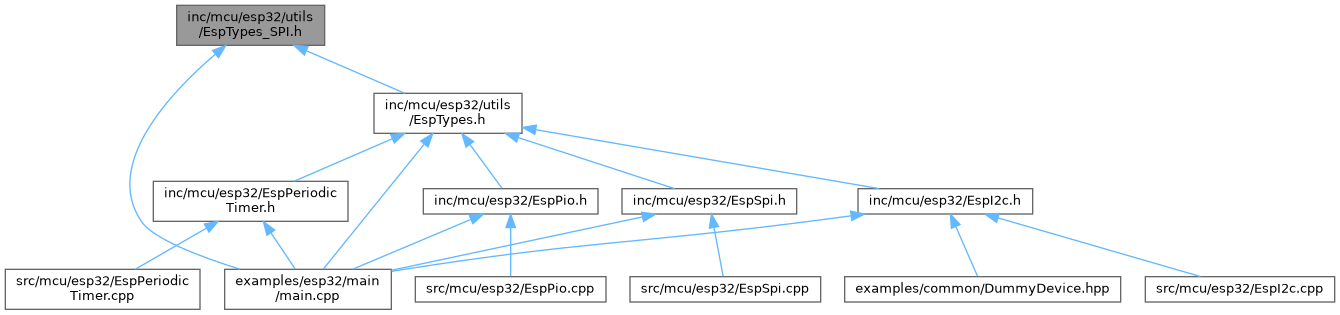 inc/mcu/esp32/utils
/EspTypes_SPI.h
inc/mcu/esp32/utils
/EspTypes.h
inc/mcu/esp32/EspPeriodic
Timer.h
inc/mcu/esp32/EspPio.h
inc/mcu/esp32/EspSpi.h
inc/mcu/esp32/EspI2c.h
src/mcu/esp32/EspPeriodic
Timer.cpp
examples/esp32/main
/main.cpp
src/mcu/esp32/EspPio.cpp
src/mcu/esp32/EspSpi.cpp
examples/common/DummyDevice.hpp
src/mcu/esp32/EspI2c.cpp